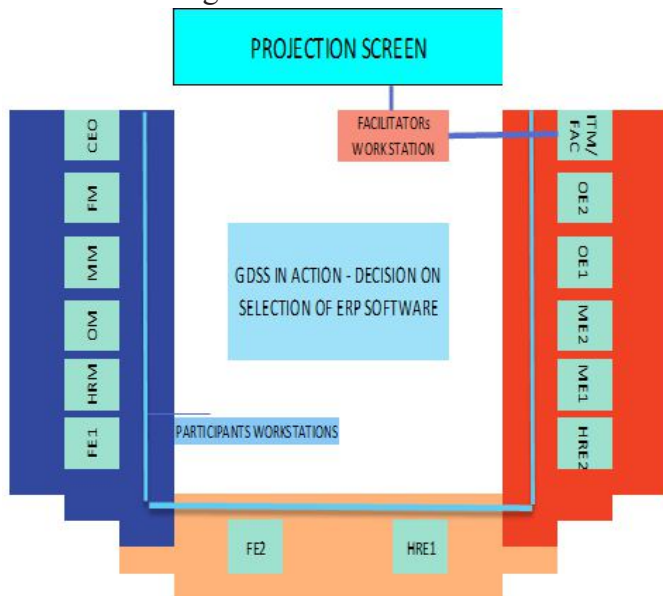 PROJECTION SCREEN
CEO
FM
MM
OM
HRM
FE1
FACILITATORs
WORKSTATION
ITM/
FAC
OE2
OE1
ME2
ME1
HRE2
GDSS IN ACTION - DECISION ON
SELECTION OF ERP SOFTWARE
PARTICIPANTS WORKSTATIONS
FE2
HRE1